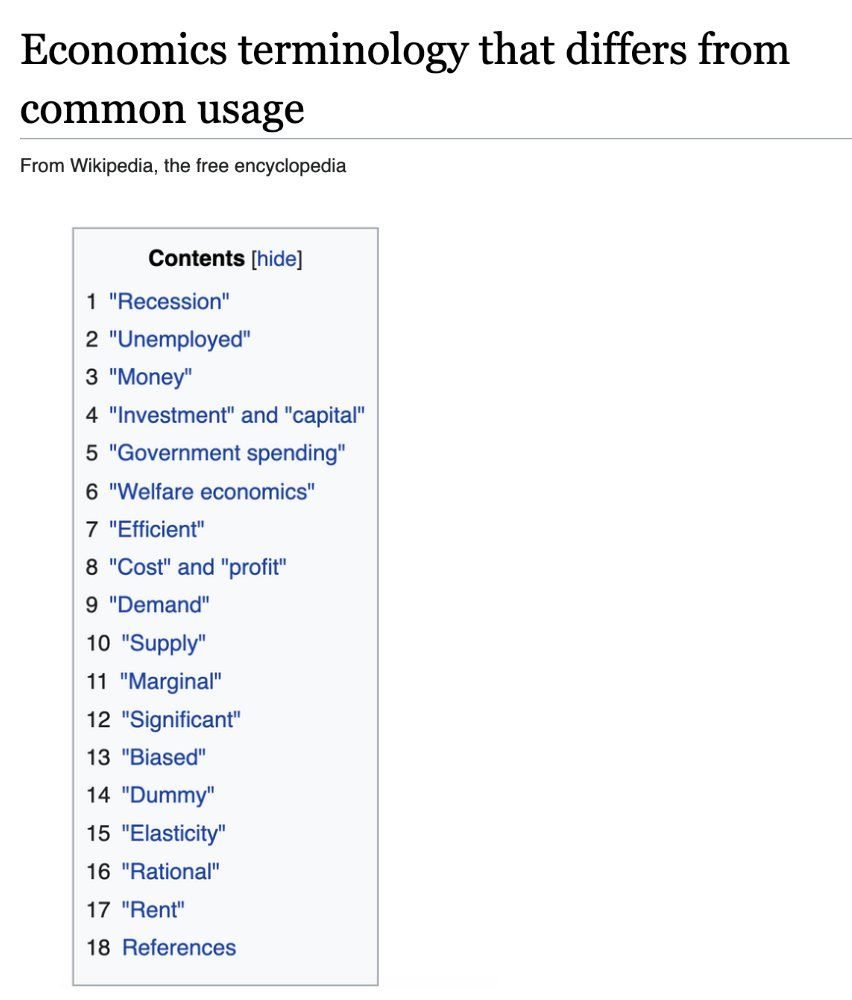 Economics terminology that differs from
common usage
From Wikipedia, the free encyclopedia
Contents [hide]
1 "Recession"
2 "Unemployed"
3 "Money"
4 "Investment" and "capital"
5 "Government spending"
6 "Welfare economics"
7 "Efficient"
8 "Cost" and "profit"
9 "Demand"
10 "Supply"
11 "Marginal"
12 "Significant"
13 "Biased"
14 "Dummy"
15 "Elasticity"
16 "Rational"
17 "Rent"
18 References